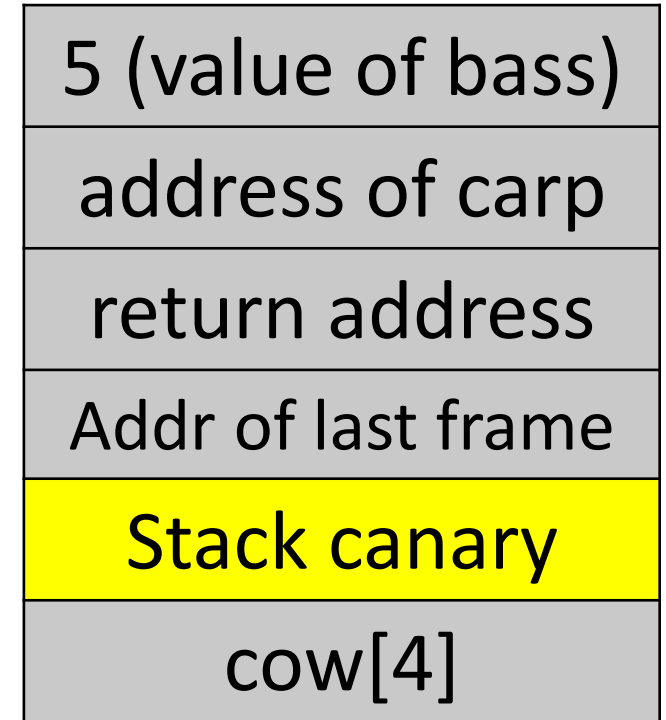 5 (value of bass)
address of carp
return address
Addr of last frame
Stack canary
cow[4]